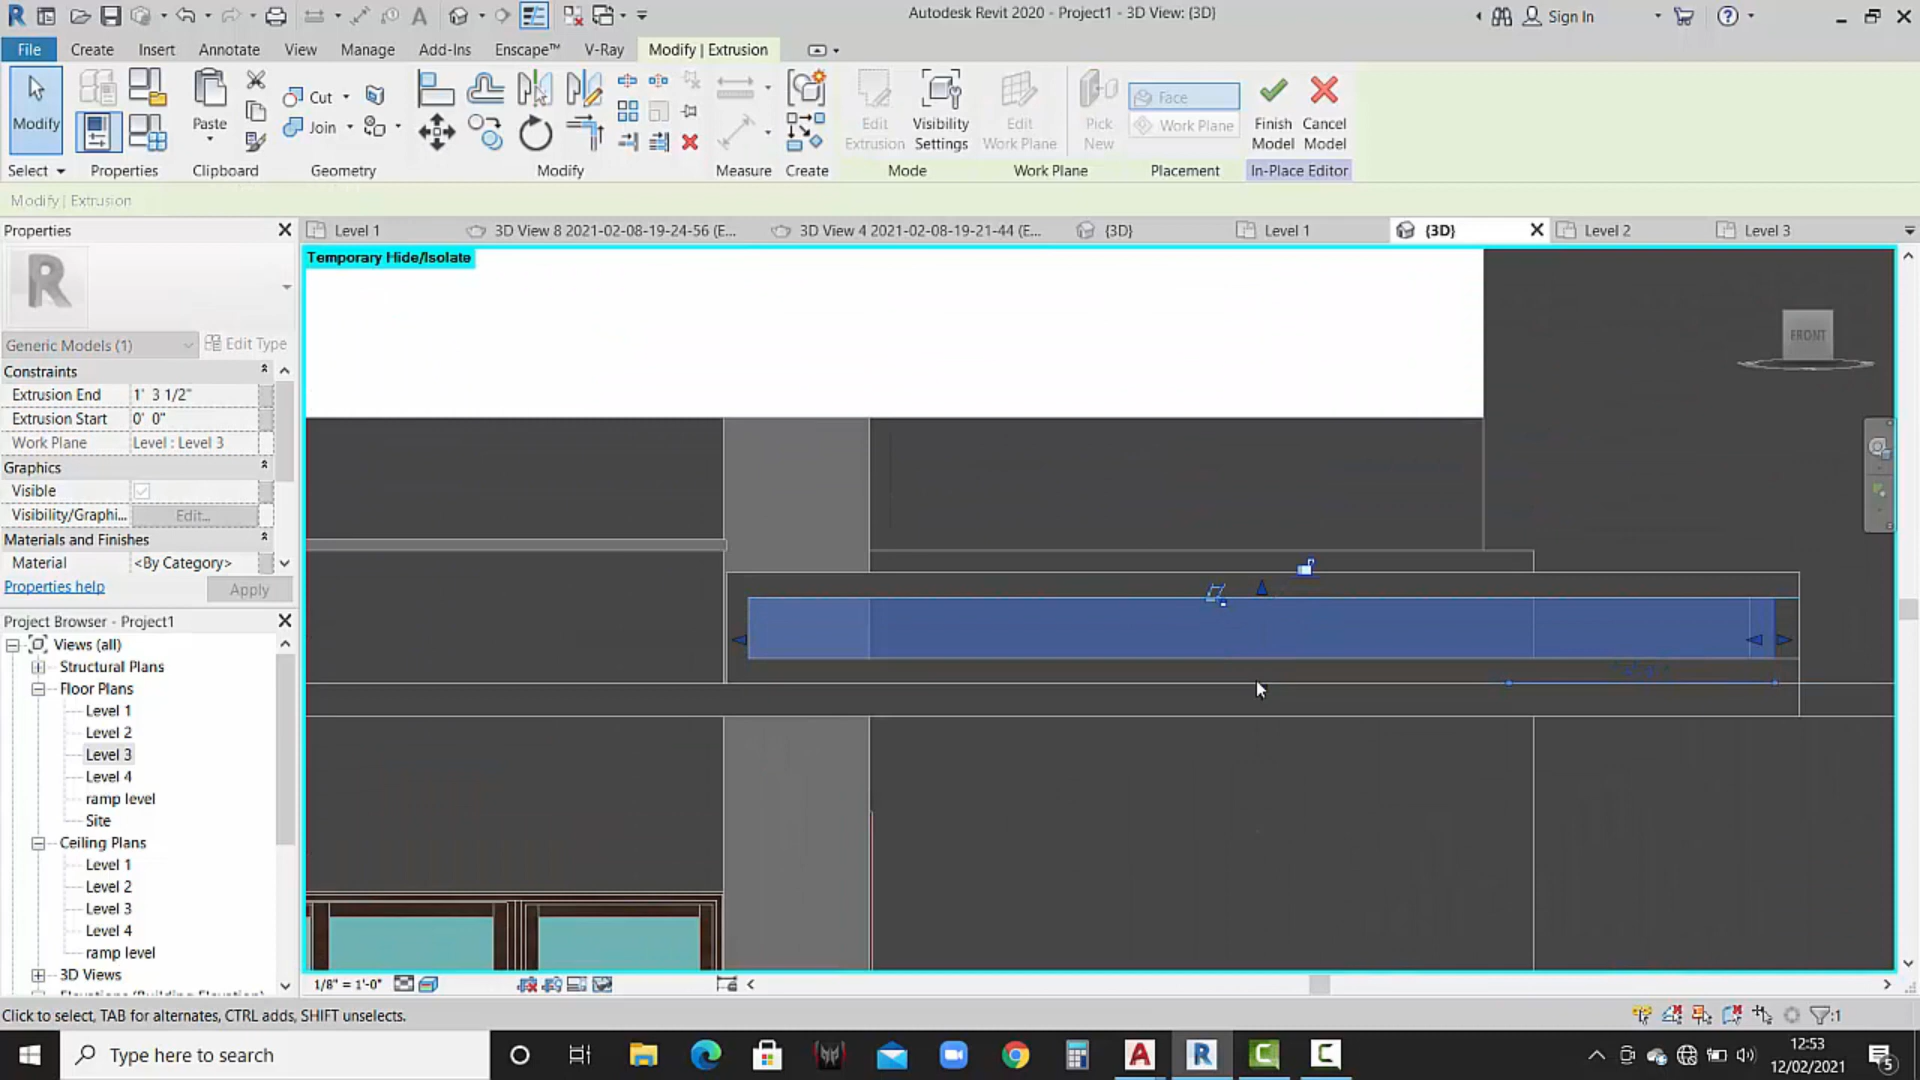 Autodesk Revit 2020 - Project1 - 3D View: {3D}
Sign In
File Create Insert Annotate View Manage Add-Ins Enscape™ V-Ray Modify | Extrusion
Modify
Paste
Cut
Join
Edit Extrusion
Visibility Settings
Edit Work Plane
Pick New
Face
Work Plane
Finish Model
Cancel Model
Select Properties Clipboard Geometry Modify Measure Create Mode Work Plane Placement In-Place Editor
Modify | Extrusion
Properties
Level 1
3D View 8 2021-02-08-19-24-56 (E...
3D View 4 2021-02-08-19-21-44 (E...
{3D}
Level 1
{3D}
Level 2
Level 3
Temporary Hide/Isolate
FRONT
R
Generic Models (1)
Edit Type
Constraints
Extrusion End 1' 3 1/2"
Extrusion Start 0' 0"
Work Plane Level : Level 3
Graphics
Visible
Visibility/Graphi... Edit...
Materials and Finishes
Material <By Category>
Properties help
Apply
Project Browser - Project1
Views (all)
Structural Plans
Floor Plans
Level 1
Level 2
Level 3
Level 4
ramp level
Site
Ceiling Plans
Level 1
Level 2
Level 3
Level 4
ramp level
3D Views
Elevations (Building Elevation)
1/8" = 1'-0"
Click to select, TAB for alternates, CTRL adds, SHIFT unselects.
:1
Type here to search
12:53
12/02/2021
5